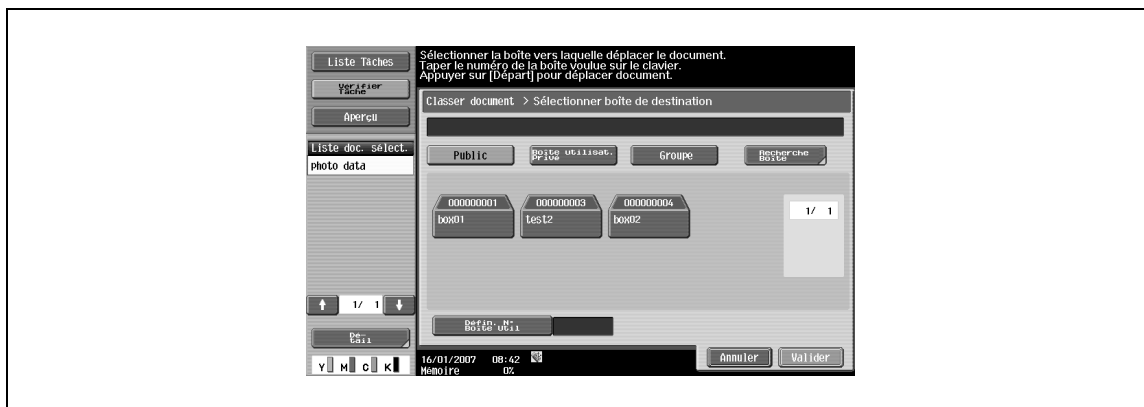 Liste Tâches
Vérifier
Tâche
Aperçu
Liste doc. sélect.
photo data
1/ 1
Dé-
tail
Y M C K
Sélectionner la boîte vers laquelle déplacer le document.
Taper le numéro de la boîte voulue sur le clavier.
Appuyer sur [Départ] pour déplacer document.
Classer document > Sélectionner boîte de destination
Public
Boîte utilisat.
Privé
Groupe
Recherche
Boîte
000000001
box01
000000003
test2
000000004
box02
1/ 1
Défin. N°
Boîte Util
16/01/2007 08:42
Mémoire 0%
Annuler
Valider